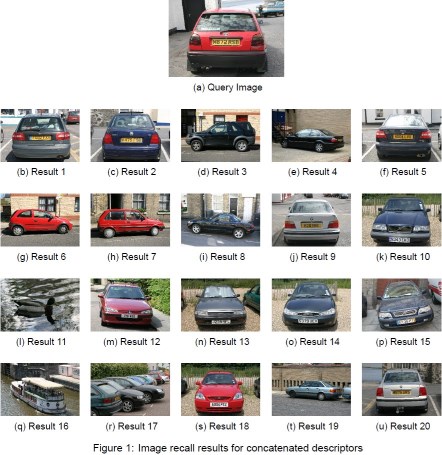 (a) Query Image
(b) Result 1
(c) Result 2
(d) Result 3
(e) Result 4
(f) Result 5
(g) Result 6
(h) Result 7
(i) Result 8
(j) Result 9
(k) Result 10
(l) Result 11
(m) Result 12
(n) Result 13
(o) Result 14
(p) Result 15
(q) Result 16
(r) Result 17
(s) Result 18
(t) Result 19
(u) Result 20
Figure 1: Image recall results for concatenated descriptors